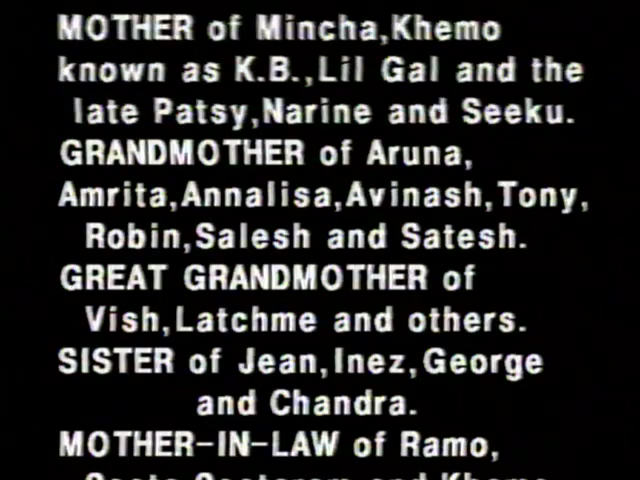 MOTHER of Mincha,Khemo
known as K.B.,Lil Gal and the
late Patsy,Narine and Seeku.
GRANDMOTHER of Aruna,
Amrita,Annalisa,Avinash,Tony,
Robin,Salesh and Satesh.
GREAT GRANDMOTHER of
Vish,Latchme and others.
SISTER of Jean,Inez,George
and Chandra.
MOTHER-IN-LAW of Ramo,
and